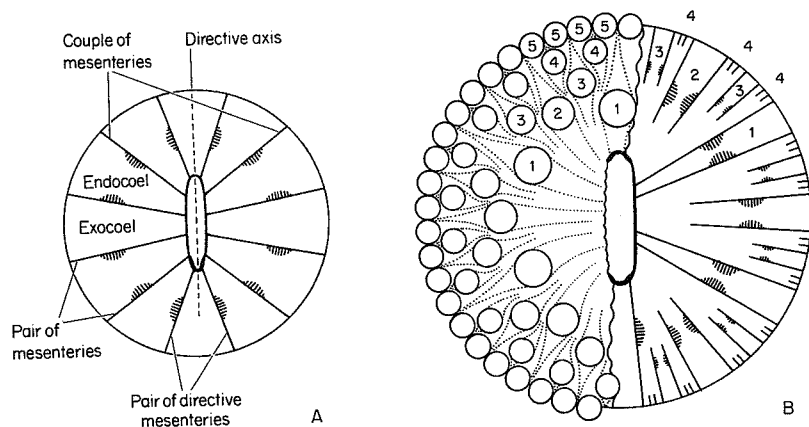 Couple of
mesenteries
Directive axis
Endocoel
Exocoel
Pair of
mesenteries
Pair of directive
mesenteries
A
5 5 5 5
4 4
3
3 2 1
1
4
3 4
2 3 4
1
B